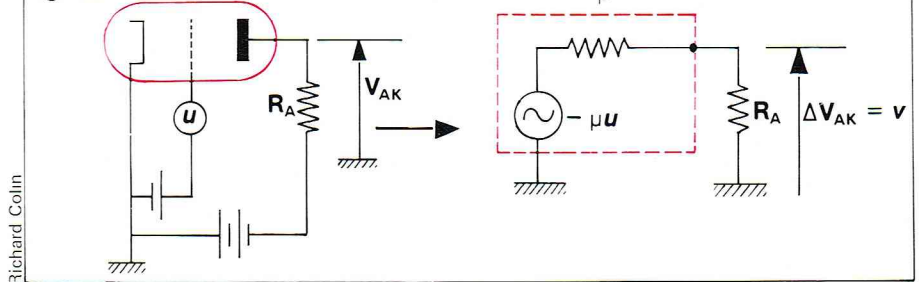 Richard Colin
u
R_A
V_AK
- μu
R_A
ΔV_AK = v